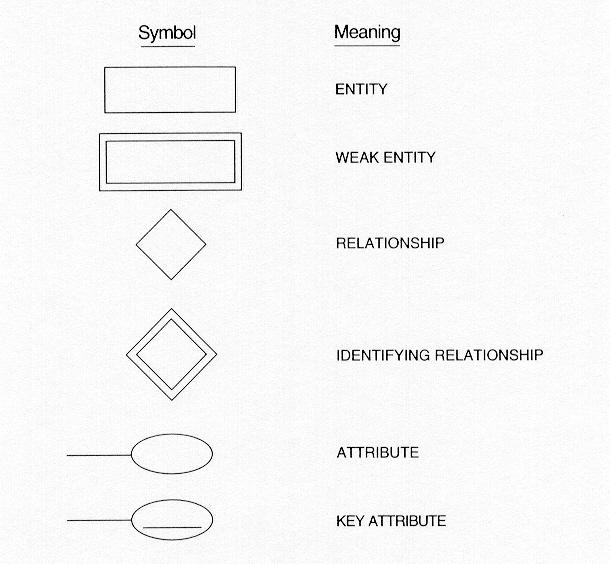 Symbol Meaning
ENTITY
WEAK ENTITY
RELATIONSHIP
IDENTIFYING RELATIONSHIP
ATTRIBUTE
KEY ATTRIBUTE